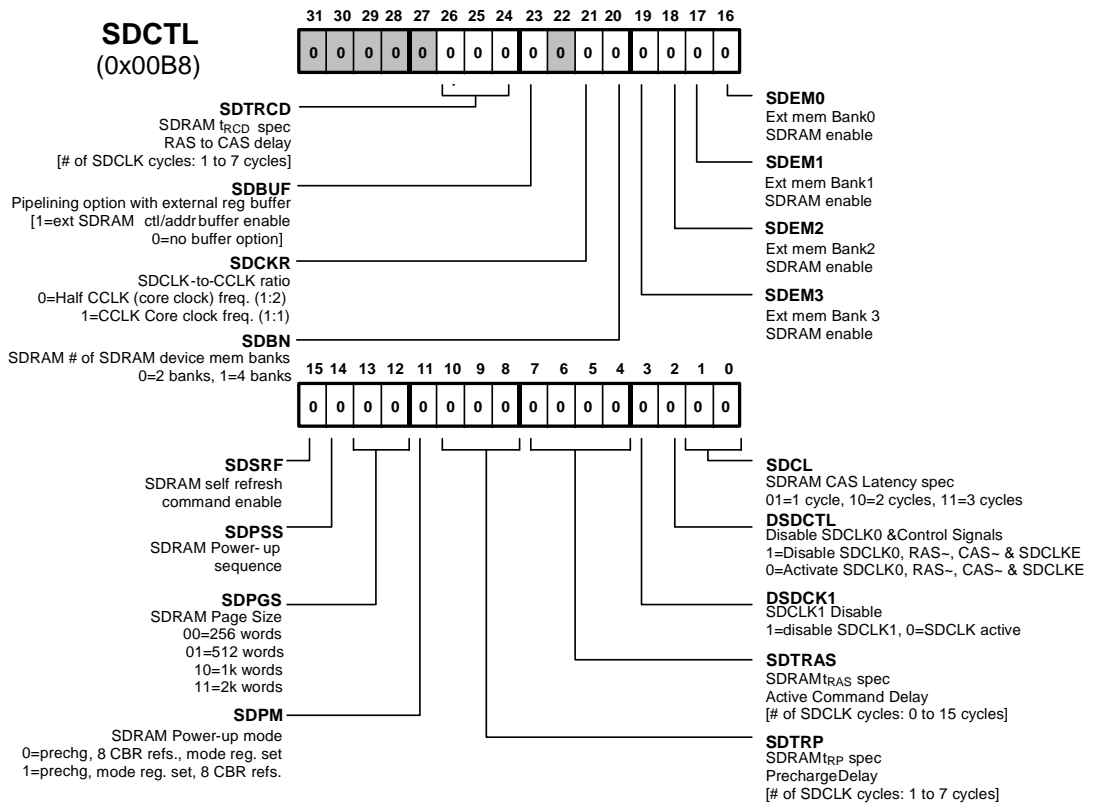 SDCTL
(0x00B8)
31 30 29 28 27 26 25 24 23 22 21 20 19 18 17 16
0 0 0 0 0 0 0 0 0 0 0 0 0 0 0 0
SDTRCD
SDRAM tRCD spec
RAS to CAS delay
[# of SDCLK cycles: 1 to 7 cycles]
SDBUF
Pipelining option with external reg buffer
[1=ext SDRAM ctl/addr buffer enable
0=no buffer option]
SDCKR
SDCLK-to-CCLK ratio
0=Half CCLK (core clock) freq. (1:2)
1=CCLK Core clock freq. (1:1)
SDBN
SDRAM # of SDRAM device mem banks
0=2 banks, 1=4 banks
SDEM0
Ext mem Bank0
SDRAM enable
SDEM1
Ext mem Bank1
SDRAM enable
SDEM2
Ext mem Bank2
SDRAM enable
SDEM3
Ext mem Bank 3
SDRAM enable
15 14 13 12 11 10 9 8 7 6 5 4 3 2 1 0
0 0 0 0 0 0 0 0 0 0 0 0 0 0 0 0
SDSRF
SDRAM self refresh
command enable
SDPSS
SDRAM Power- up
sequence
SDPGS
SDRAM Page Size
00=256 words
01=512 words
10=1k words
11=2k words
SDPM
SDRAM Power-up mode
0=prechg, 8 CBR refs., mode reg. set
1=prechg, mode reg. set, 8 CBR refs.
SDCL
SDRAM CAS Latency spec
01=1 cycle, 10=2 cycles, 11=3 cycles
DSDCTL
Disable SDCLK0 &Control Signals
1=Disable SDCLK0, RAS~, CAS~ & SDCLKE
0=Activate SDCLK0, RAS~, CAS~ & SDCLKE
DSDCK1
SDCLK1 Disable
1=disable SDCLK1, 0=SDCLK active
SDTRAS
SDRAMtRAS spec
Active Command Delay
[# of SDCLK cycles: 0 to 15 cycles]
SDTRP
SDRAMtRP spec
PrechargeDelay
[# of SDCLK cycles: 1 to 7 cycles]